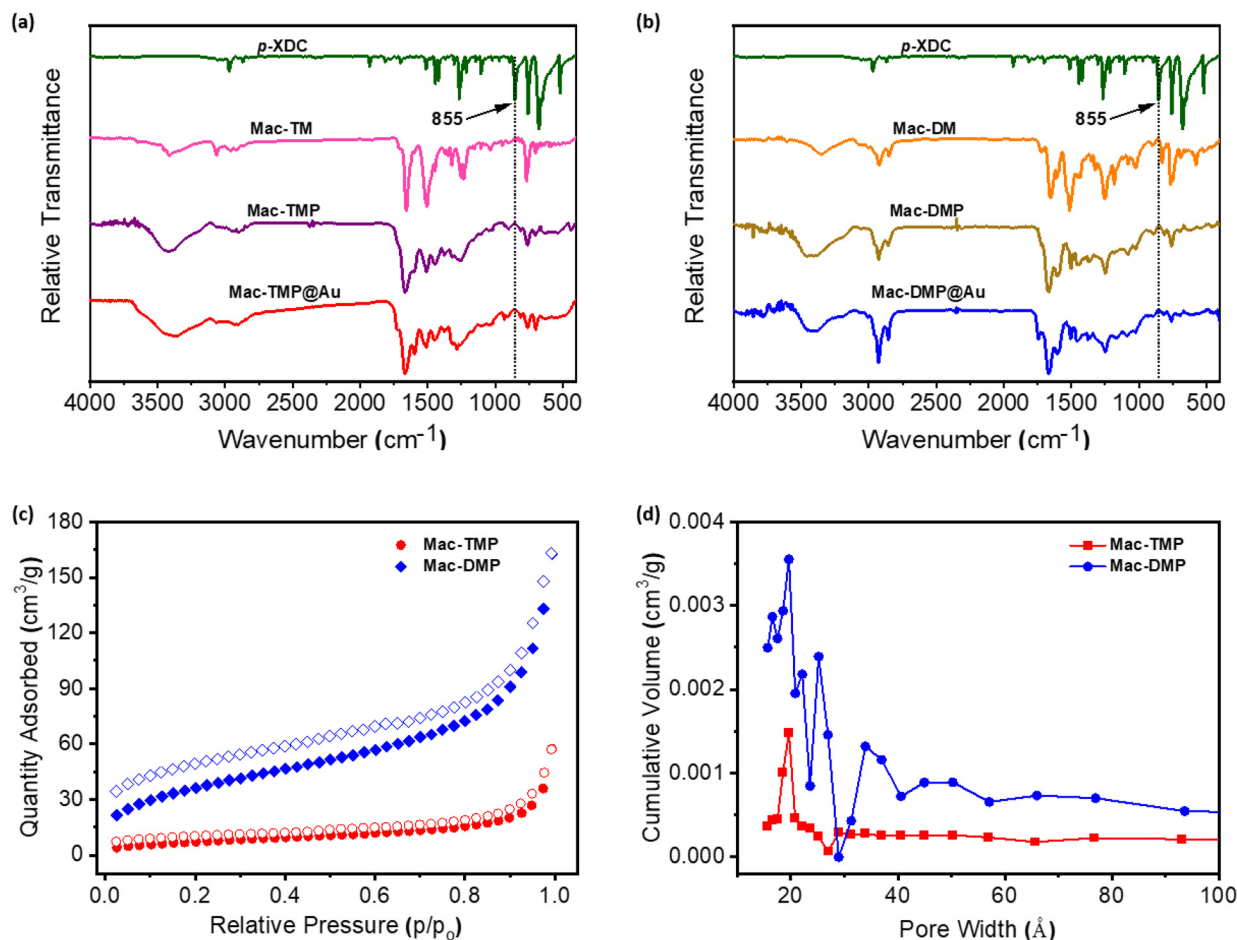 (a)
p-XDC
855
Mac-TM
Mac-TMP
Mac-TMP@Au
Relative Transmittance
4000 3500 3000 2500 2000 1500 1000 500
Wavenumber (cm-1)
(b)
p-XDC
855
Mac-DM
Mac-DMP
Mac-DMP@Au
Relative Transmittance
4000 3500 3000 2500 2000 1500 1000 500
Wavenumber (cm-1)
(c)
180
150
120
90
60
30
0
Quantity Adsorbed (cm3/g)
Mac-TMP
Mac-DMP
0.0 0.2 0.4 0.6 0.8 1.0
Relative Pressure (p/po)
(d)
0.004
0.003
0.002
0.001
0.000
Cumulative Volume (cm3/g)
Mac-TMP
Mac-DMP
20 40 60 80 100
Pore Width (Å)